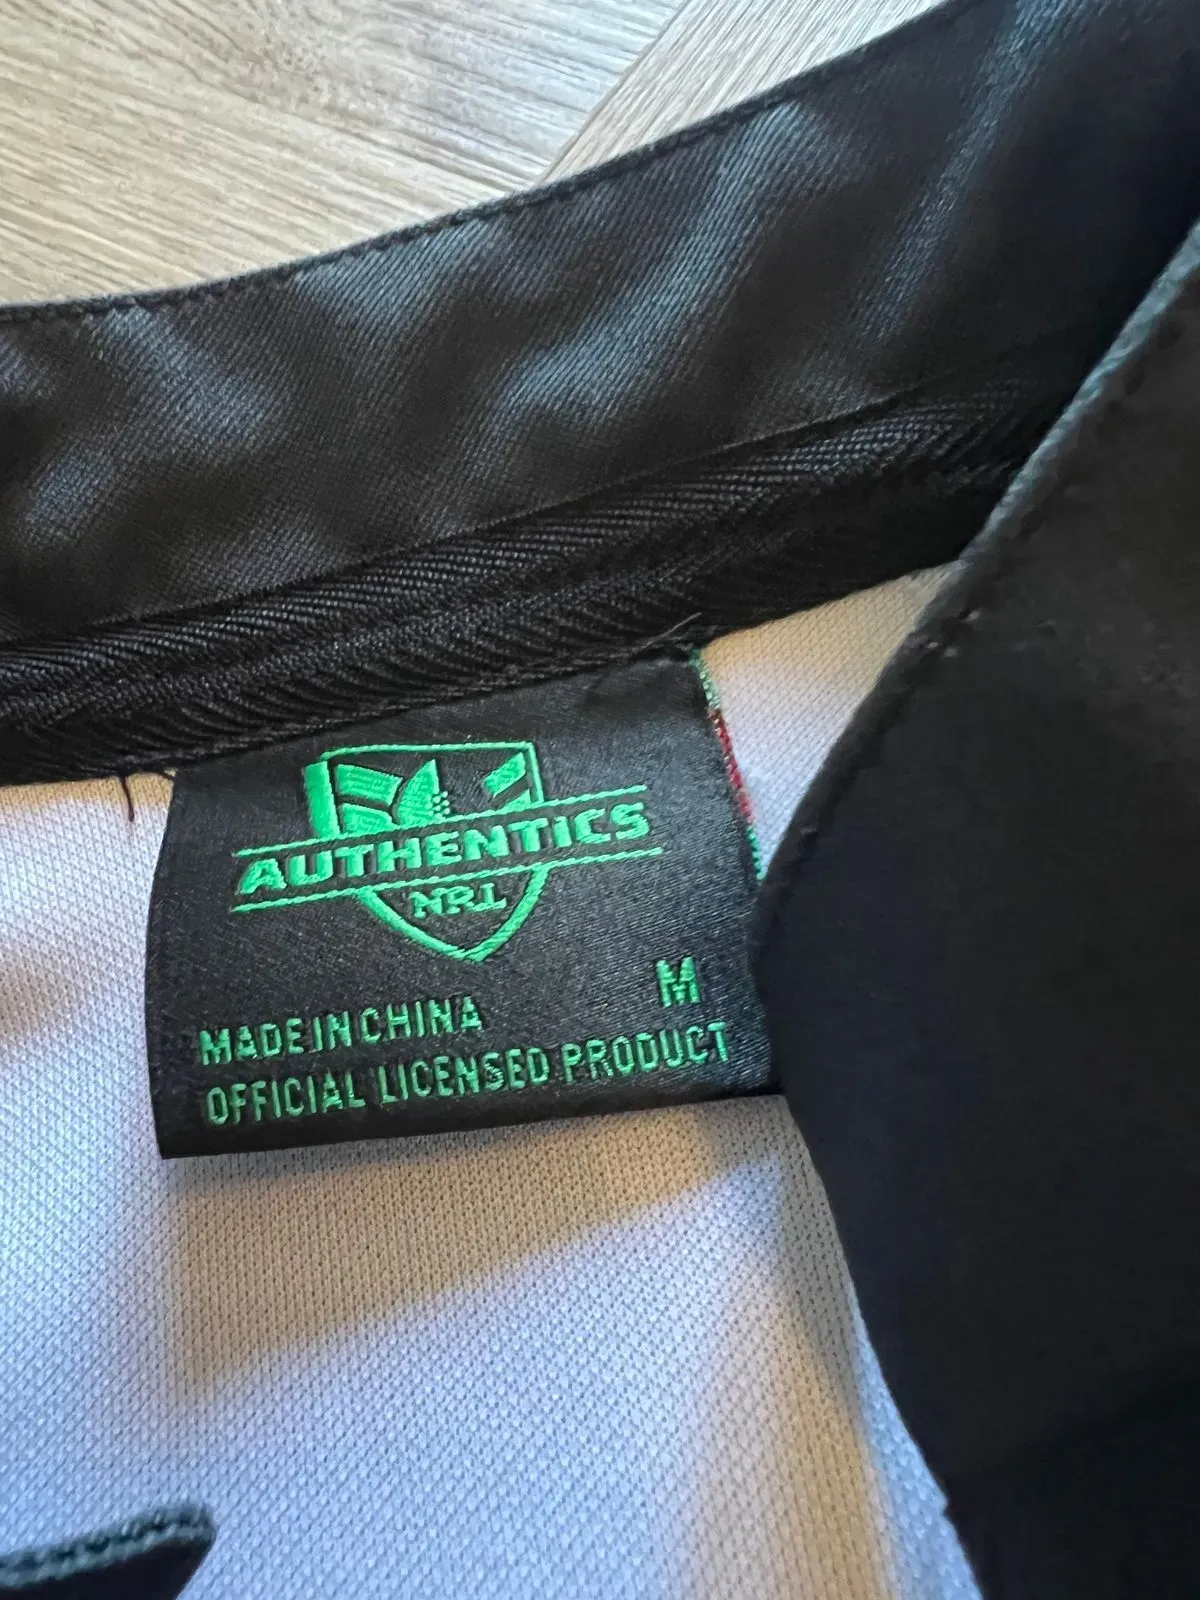 AUTHENTICS
NRL
M
MADE IN CHINA
OFFICIAL LICENSED PRODUCT